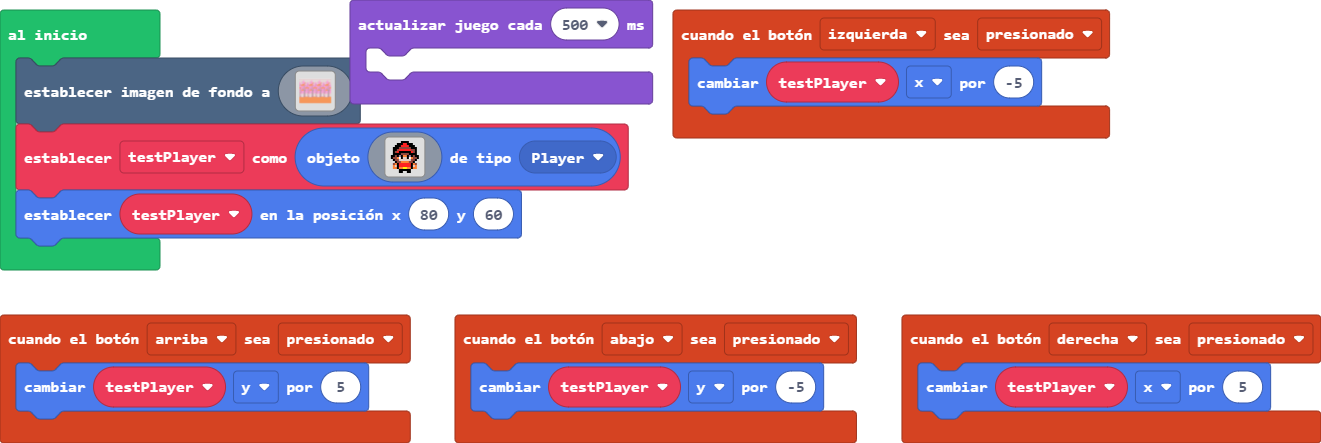 al inicio
establecer imagen de fondo a
establecer testPlayer como objeto de tipo Player
establecer testPlayer en la posición x 80 y 60
actualizar juego cada 500 ms
cuando el botón izquierda sea presionado
cambiar testPlayer x por -5
cuando el botón arriba sea presionado
cambiar testPlayer y por 5
cuando el botón abajo sea presionado
cambiar testPlayer y por -5
cuando el botón derecha sea presionado
cambiar testPlayer x por 5